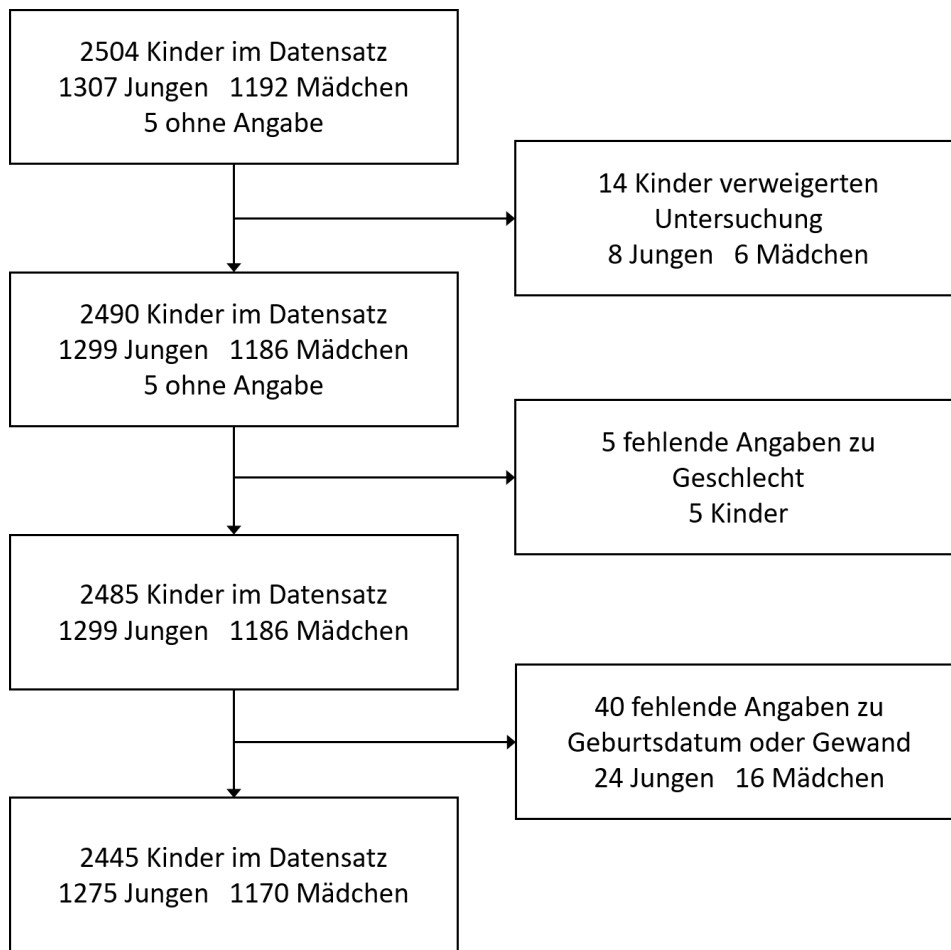 2504 Kinder im Datensatz
1307 Jungen   1192 Mädchen
5 ohne Angabe
14 Kinder verweigerten
Untersuchung
8 Jungen   6 Mädchen
2490 Kinder im Datensatz
1299 Jungen   1186 Mädchen
5 ohne Angabe
5 fehlende Angaben zu
Geschlecht
5 Kinder
2485 Kinder im Datensatz
1299 Jungen   1186 Mädchen
40 fehlende Angaben zu
Geburtsdatum oder Gewand
24 Jungen   16 Mädchen
2445 Kinder im Datensatz
1275 Jungen   1170 Mädchen